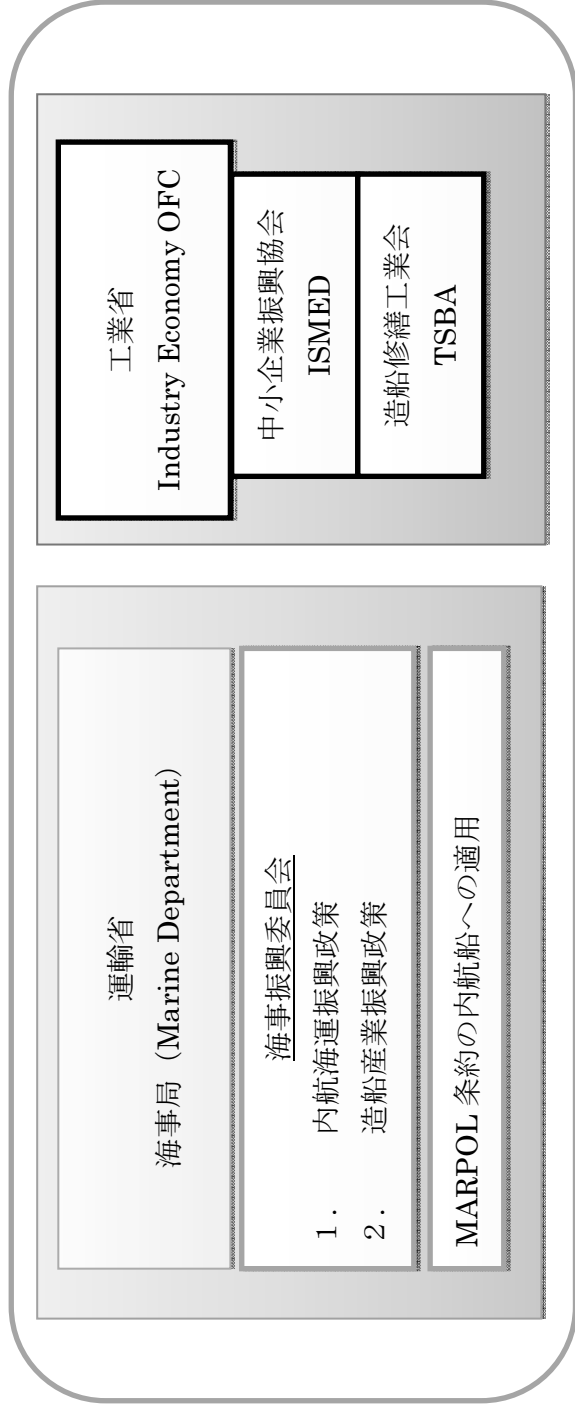 運輸省
海事局（Marine Department）
海事振興委員会
１． 内航海運振興政策
２． 造船産業振興政策
MARPOL 条約の内航船への適用
工業省
Industry Economy OFC
中小企業振興協会
ISMED
造船修繕工業会
TSBA